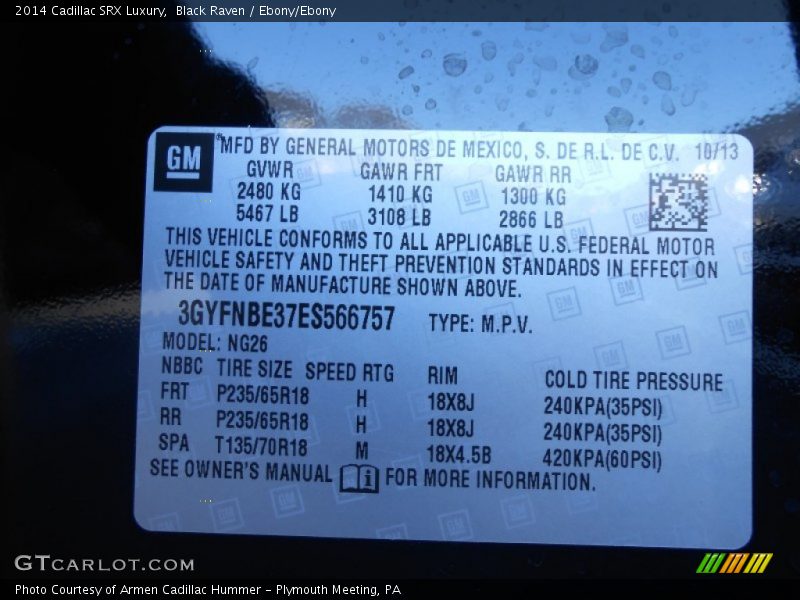 2014 Cadillac SRX Luxury, Black Raven / Ebony/Ebony
GM
*MFD BY GENERAL MOTORS DE MEXICO, S. DE R.L. DE C.V. 10/13
GVWR GAWR FRT GAWR RR
2480 KG 1410 KG 1300 KG
5467 LB 3108 LB 2866 LB
THIS VEHICLE CONFORMS TO ALL APPLICABLE U.S. FEDERAL MOTOR
VEHICLE SAFETY AND THEFT PREVENTION STANDARDS IN EFFECT ON
THE DATE OF MANUFACTURE SHOWN ABOVE.
3GYFNBE37ES566757 TYPE: M.P.V.
MODEL: NG26
NBBC TIRE SIZE SPEED RTG RIM COLD TIRE PRESSURE
FRT P235/65R18 H 18X8J 240KPA(35PSI)
RR P235/65R18 H 18X8J 240KPA(35PSI)
SPA T135/70R18 M 18X4.5B 420KPA(60PSI)
SEE OWNER'S MANUAL FOR MORE INFORMATION.
GTCARLOT.COM
Photo Courtesy of Armen Cadillac Hummer - Plymouth Meeting, PA